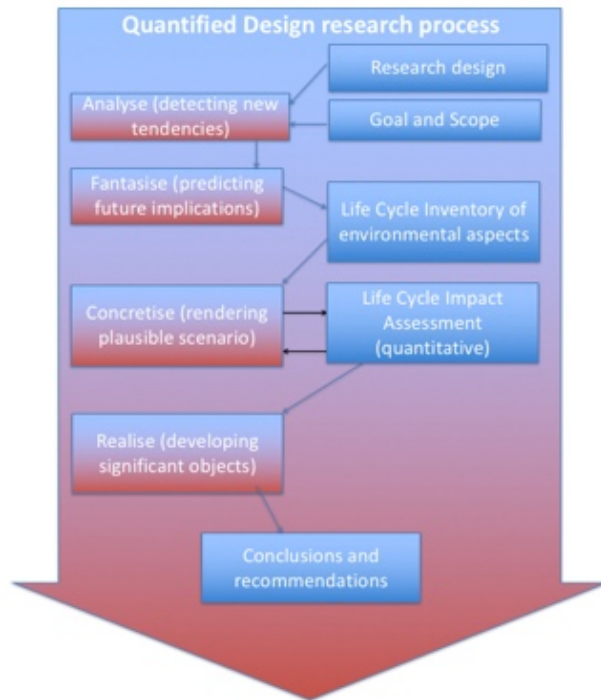 Quantified Design research process
Research design
Analyse (detecting new
tendencies)
Goal and Scope
Fantasise (predicting
future implications)
Life Cycle Inventory of
environmental aspects
Concretise (rendering
plausible scenario)
Life Cycle Impact
Assessment
(quantitative)
Realise (developing
significant objects)
Conclusions and
recommendations